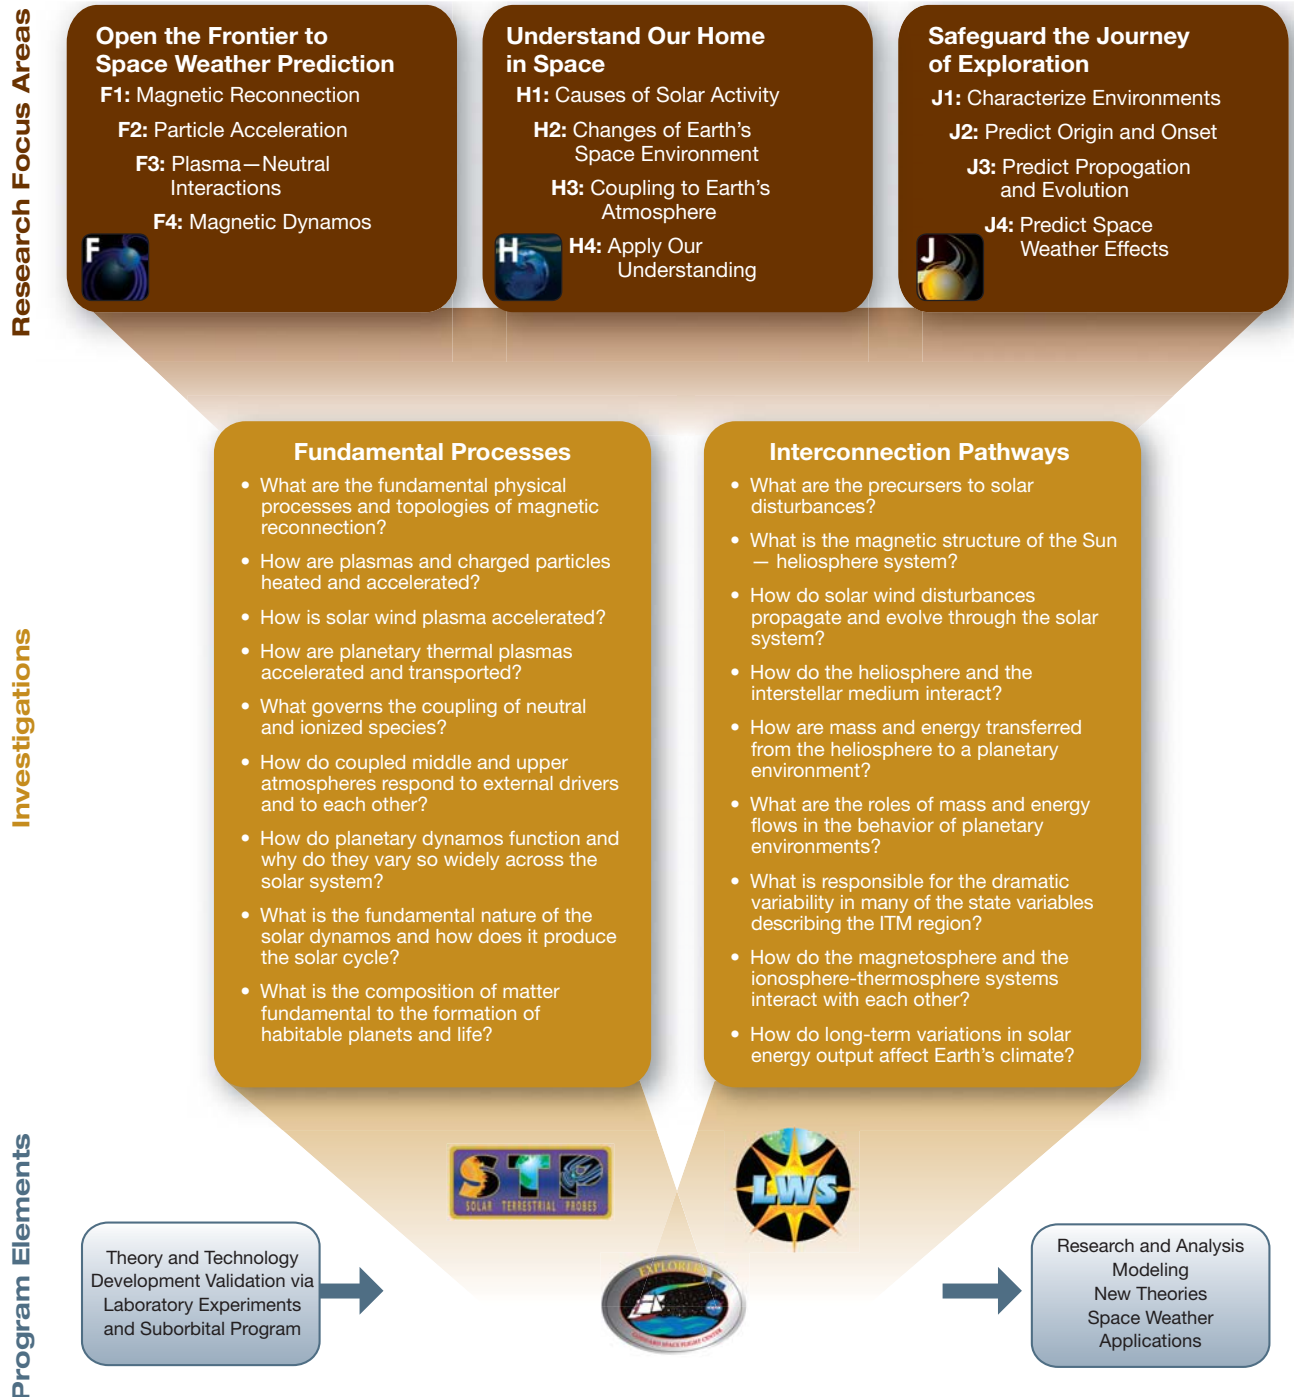 Research Focus Areas
Open the Frontier to
Space Weather Prediction
F1: Magnetic Reconnection
F2: Particle Acceleration
F3: Plasma—Neutral
Interactions
F4: Magnetic Dynamos
F
Understand Our Home
in Space
H1: Causes of Solar Activity
H2: Changes of Earth's
Space Environment
H3: Coupling to Earth's
Atmosphere
H4: Apply Our
Understanding
H
Safeguard the Journey
of Exploration
J1: Characterize Environments
J2: Predict Origin and Onset
J3: Predict Propogation
and Evolution
J4: Predict Space
Weather Effects
J
Investigations
Fundamental Processes
• What are the fundamental physical
processes and topologies of magnetic
reconnection?
• How are plasmas and charged particles
heated and accelerated?
• How is solar wind plasma accelerated?
• How are planetary thermal plasmas
accelerated and transported?
• What governs the coupling of neutral
and ionized species?
• How do coupled middle and upper
atmospheres respond to external drivers
and to each other?
• How do planetary dynamos function and
why do they vary so widely across the
solar system?
• What is the fundamental nature of the
solar dynamos and how does it produce
the solar cycle?
• What is the composition of matter
fundamental to the formation of
habitable planets and life?
Interconnection Pathways
• What are the precursers to solar
disturbances?
• What is the magnetic structure of the Sun
— heliosphere system?
• How do solar wind disturbances
propagate and evolve through the solar
system?
• How do the heliosphere and the
interstellar medium interact?
• How are mass and energy transferred
from the heliosphere to a planetary
environment?
• What are the roles of mass and energy
flows in the behavior of planetary
environments?
• What is responsible for the dramatic
variability in many of the state variables
describing the ITM region?
• How do the magnetosphere and the
ionosphere-thermosphere systems
interact with each other?
• How do long-term variations in solar
energy output affect Earth's climate?
Program Elements
STP
SOLAR TERRESTRIAL PROBES
LWS
EXPLORERS
GODDARD SPACE FLIGHT CENTER
Theory and Technology
Development Validation via
Laboratory Experiments
and Suborbital Program
Research and Analysis
Modeling
New Theories
Space Weather
Applications